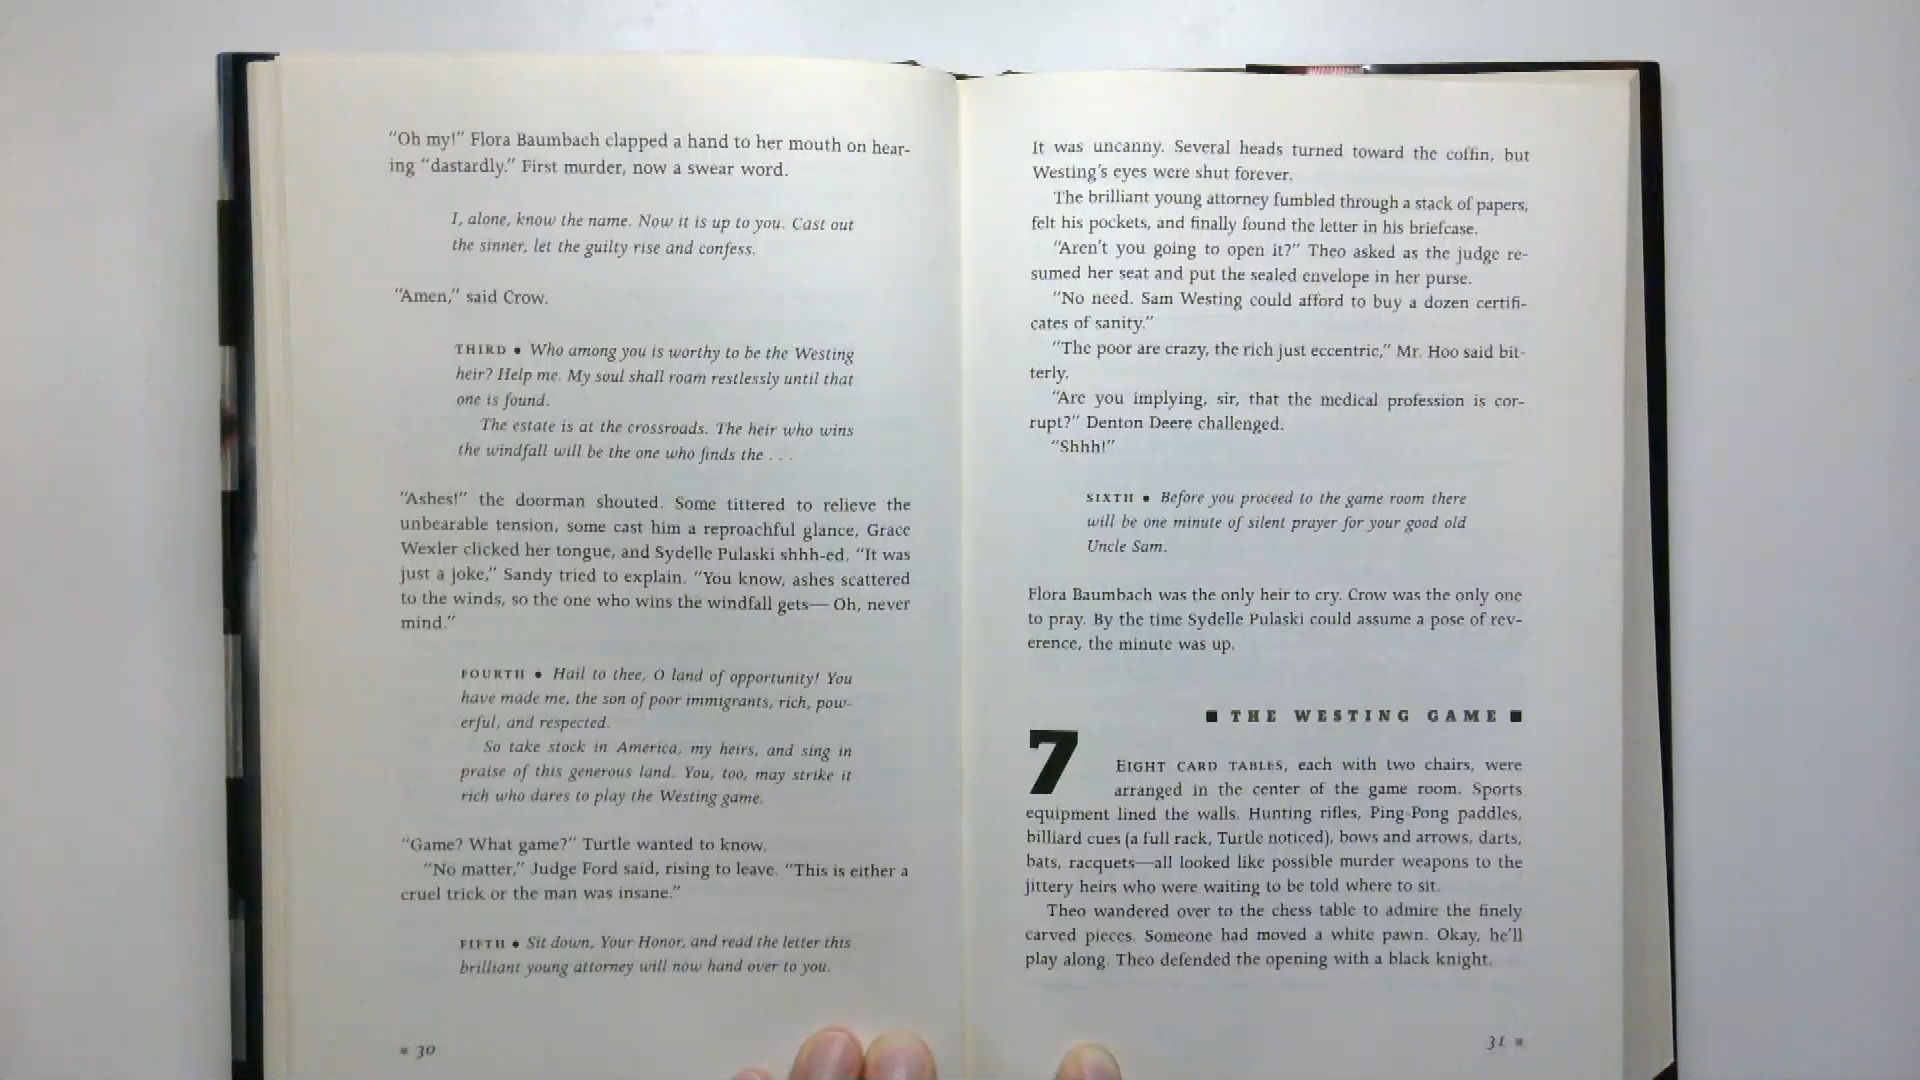 “Oh my!” Flora Baumbach clapped a hand to her mouth on hear-
ing “dastardly.” First murder, now a swear word.
I, alone, know the name. Now it is up to you. Cast out
the sinner, let the guilty rise and confess.
“Amen,” said Crow.
THIRD • Who among you is worthy to be the Westing
heir? Help me. My soul shall roam restlessly until that
one is found.
The estate is at the crossroads. The heir who wins
the windfall will be the one who finds the . . .
“Ashes!” the doorman shouted. Some tittered to relieve the
unbearable tension, some cast him a reproachful glance, Grace
Wexler clicked her tongue, and Sydelle Pulaski shhh-ed. “It was
just a joke,” Sandy tried to explain. “You know, ashes scattered
to the winds, so the one who wins the windfall gets— Oh, never
mind.”
FOURTH • Hail to thee, O land of opportunity! You
have made me, the son of poor immigrants, rich, pow-
erful, and respected.
So take stock in America, my heirs, and sing in
praise of this generous land. You, too, may strike it
rich who dares to play the Westing game.
“Game? What game?” Turtle wanted to know.
“No matter,” Judge Ford said, rising to leave. “This is either a
cruel trick or the man was insane.”
FIFTH • Sit down, Your Honor, and read the letter this
brilliant young attorney will now hand over to you.
▪ 30
It was uncanny. Several heads turned toward the coffin, but
Westing’s eyes were shut forever.
The brilliant young attorney fumbled through a stack of papers,
felt his pockets, and finally found the letter in his briefcase.
“Aren’t you going to open it?” Theo asked as the judge re-
sumed her seat and put the sealed envelope in her purse.
“No need. Sam Westing could afford to buy a dozen certifi-
cates of sanity.”
“The poor are crazy, the rich just eccentric,” Mr. Hoo said bit-
terly.
“Are you implying, sir, that the medical profession is cor-
rupt?” Denton Deere challenged.
“Shhh!”
SIXTH • Before you proceed to the game room there
will be one minute of silent prayer for your good old
Uncle Sam.
Flora Baumbach was the only heir to cry. Crow was the only one
to pray. By the time Sydelle Pulaski could assume a pose of rev-
erence, the minute was up.
■ THE WESTING GAME ■
7
EIGHT CARD TABLES, each with two chairs, were
arranged in the center of the game room. Sports
equipment lined the walls. Hunting rifles, Ping-Pong paddles,
billiard cues (a full rack, Turtle noticed), bows and arrows, darts,
bats, racquets—all looked like possible murder weapons to the
jittery heirs who were waiting to be told where to sit.
Theo wandered over to the chess table to admire the finely
carved pieces. Someone had moved a white pawn. Okay, he’ll
play along. Theo defended the opening with a black knight.
31 ▪